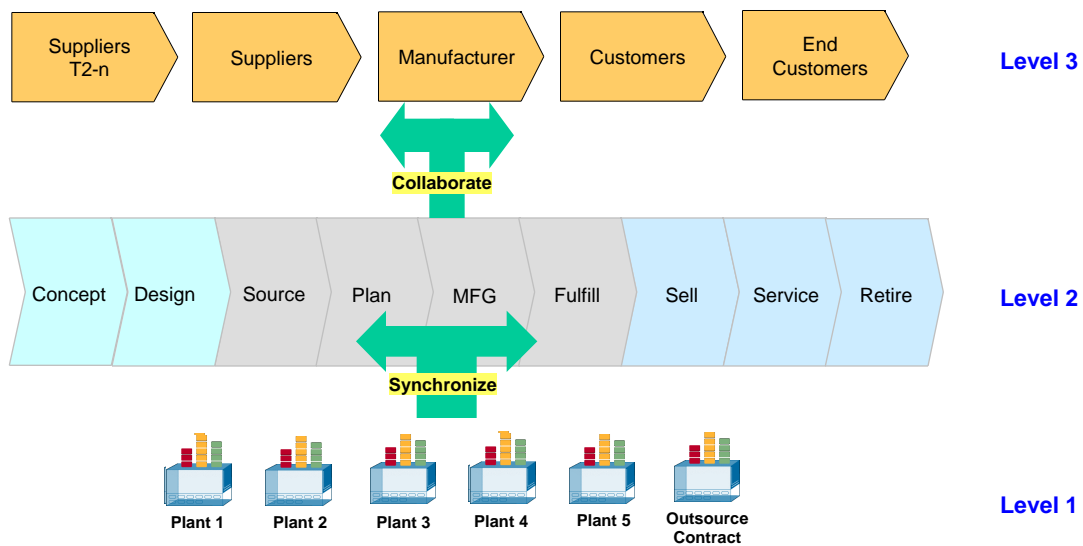 Suppliers
T2-n
Suppliers
Manufacturer
Customers
End
Customers
Level 3
Collaborate
Concept
Design
Source
Plan
MFG
Fulfill
Sell
Service
Retire
Level 2
Synchronize
Plant 1
Plant 2
Plant 3
Plant 4
Plant 5
Outsource
Contract
Level 1